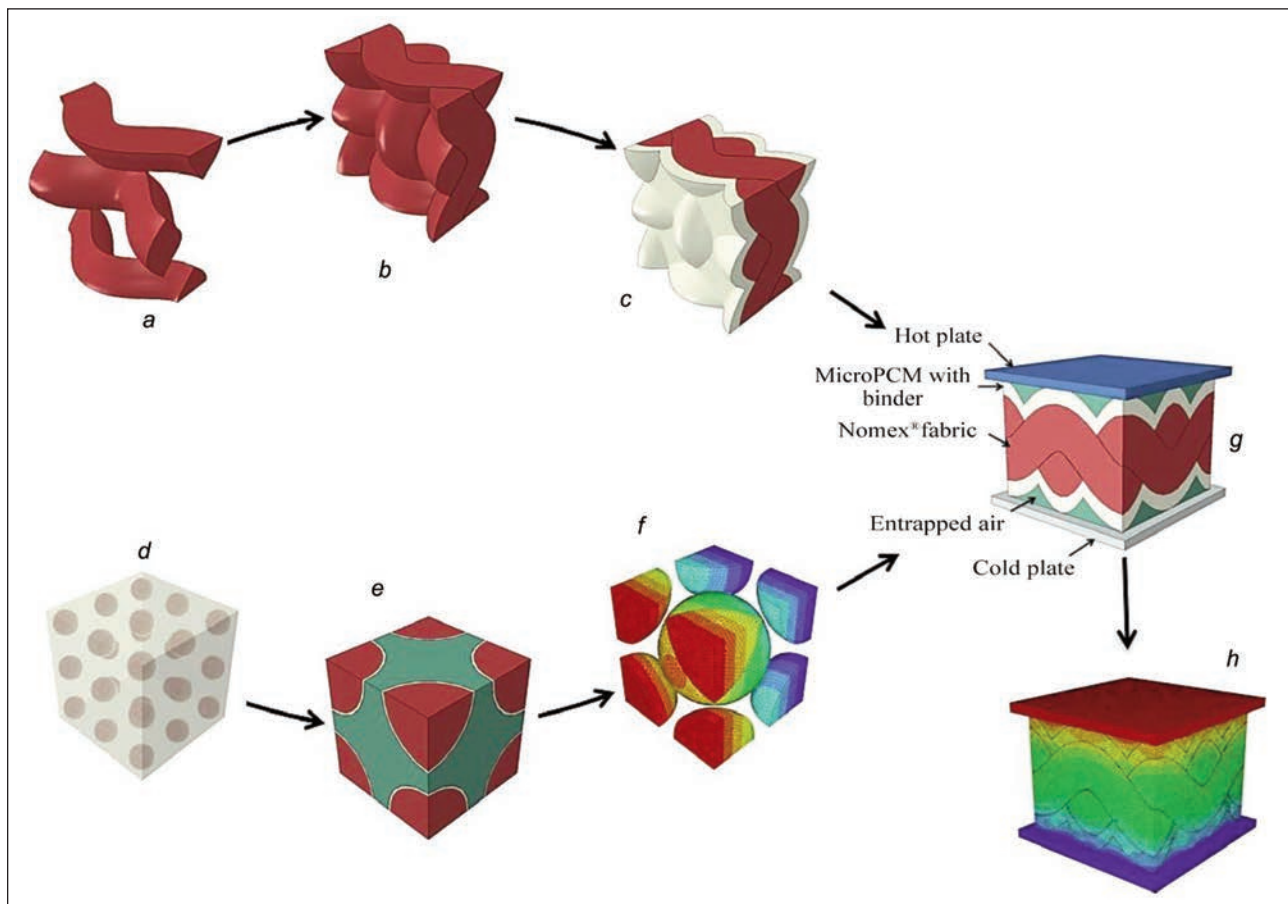 a
b
c
Hot plate
MicroPCM with
binder
Nomex® fabric
g
Entrapped air
Cold plate
d
e
f
h